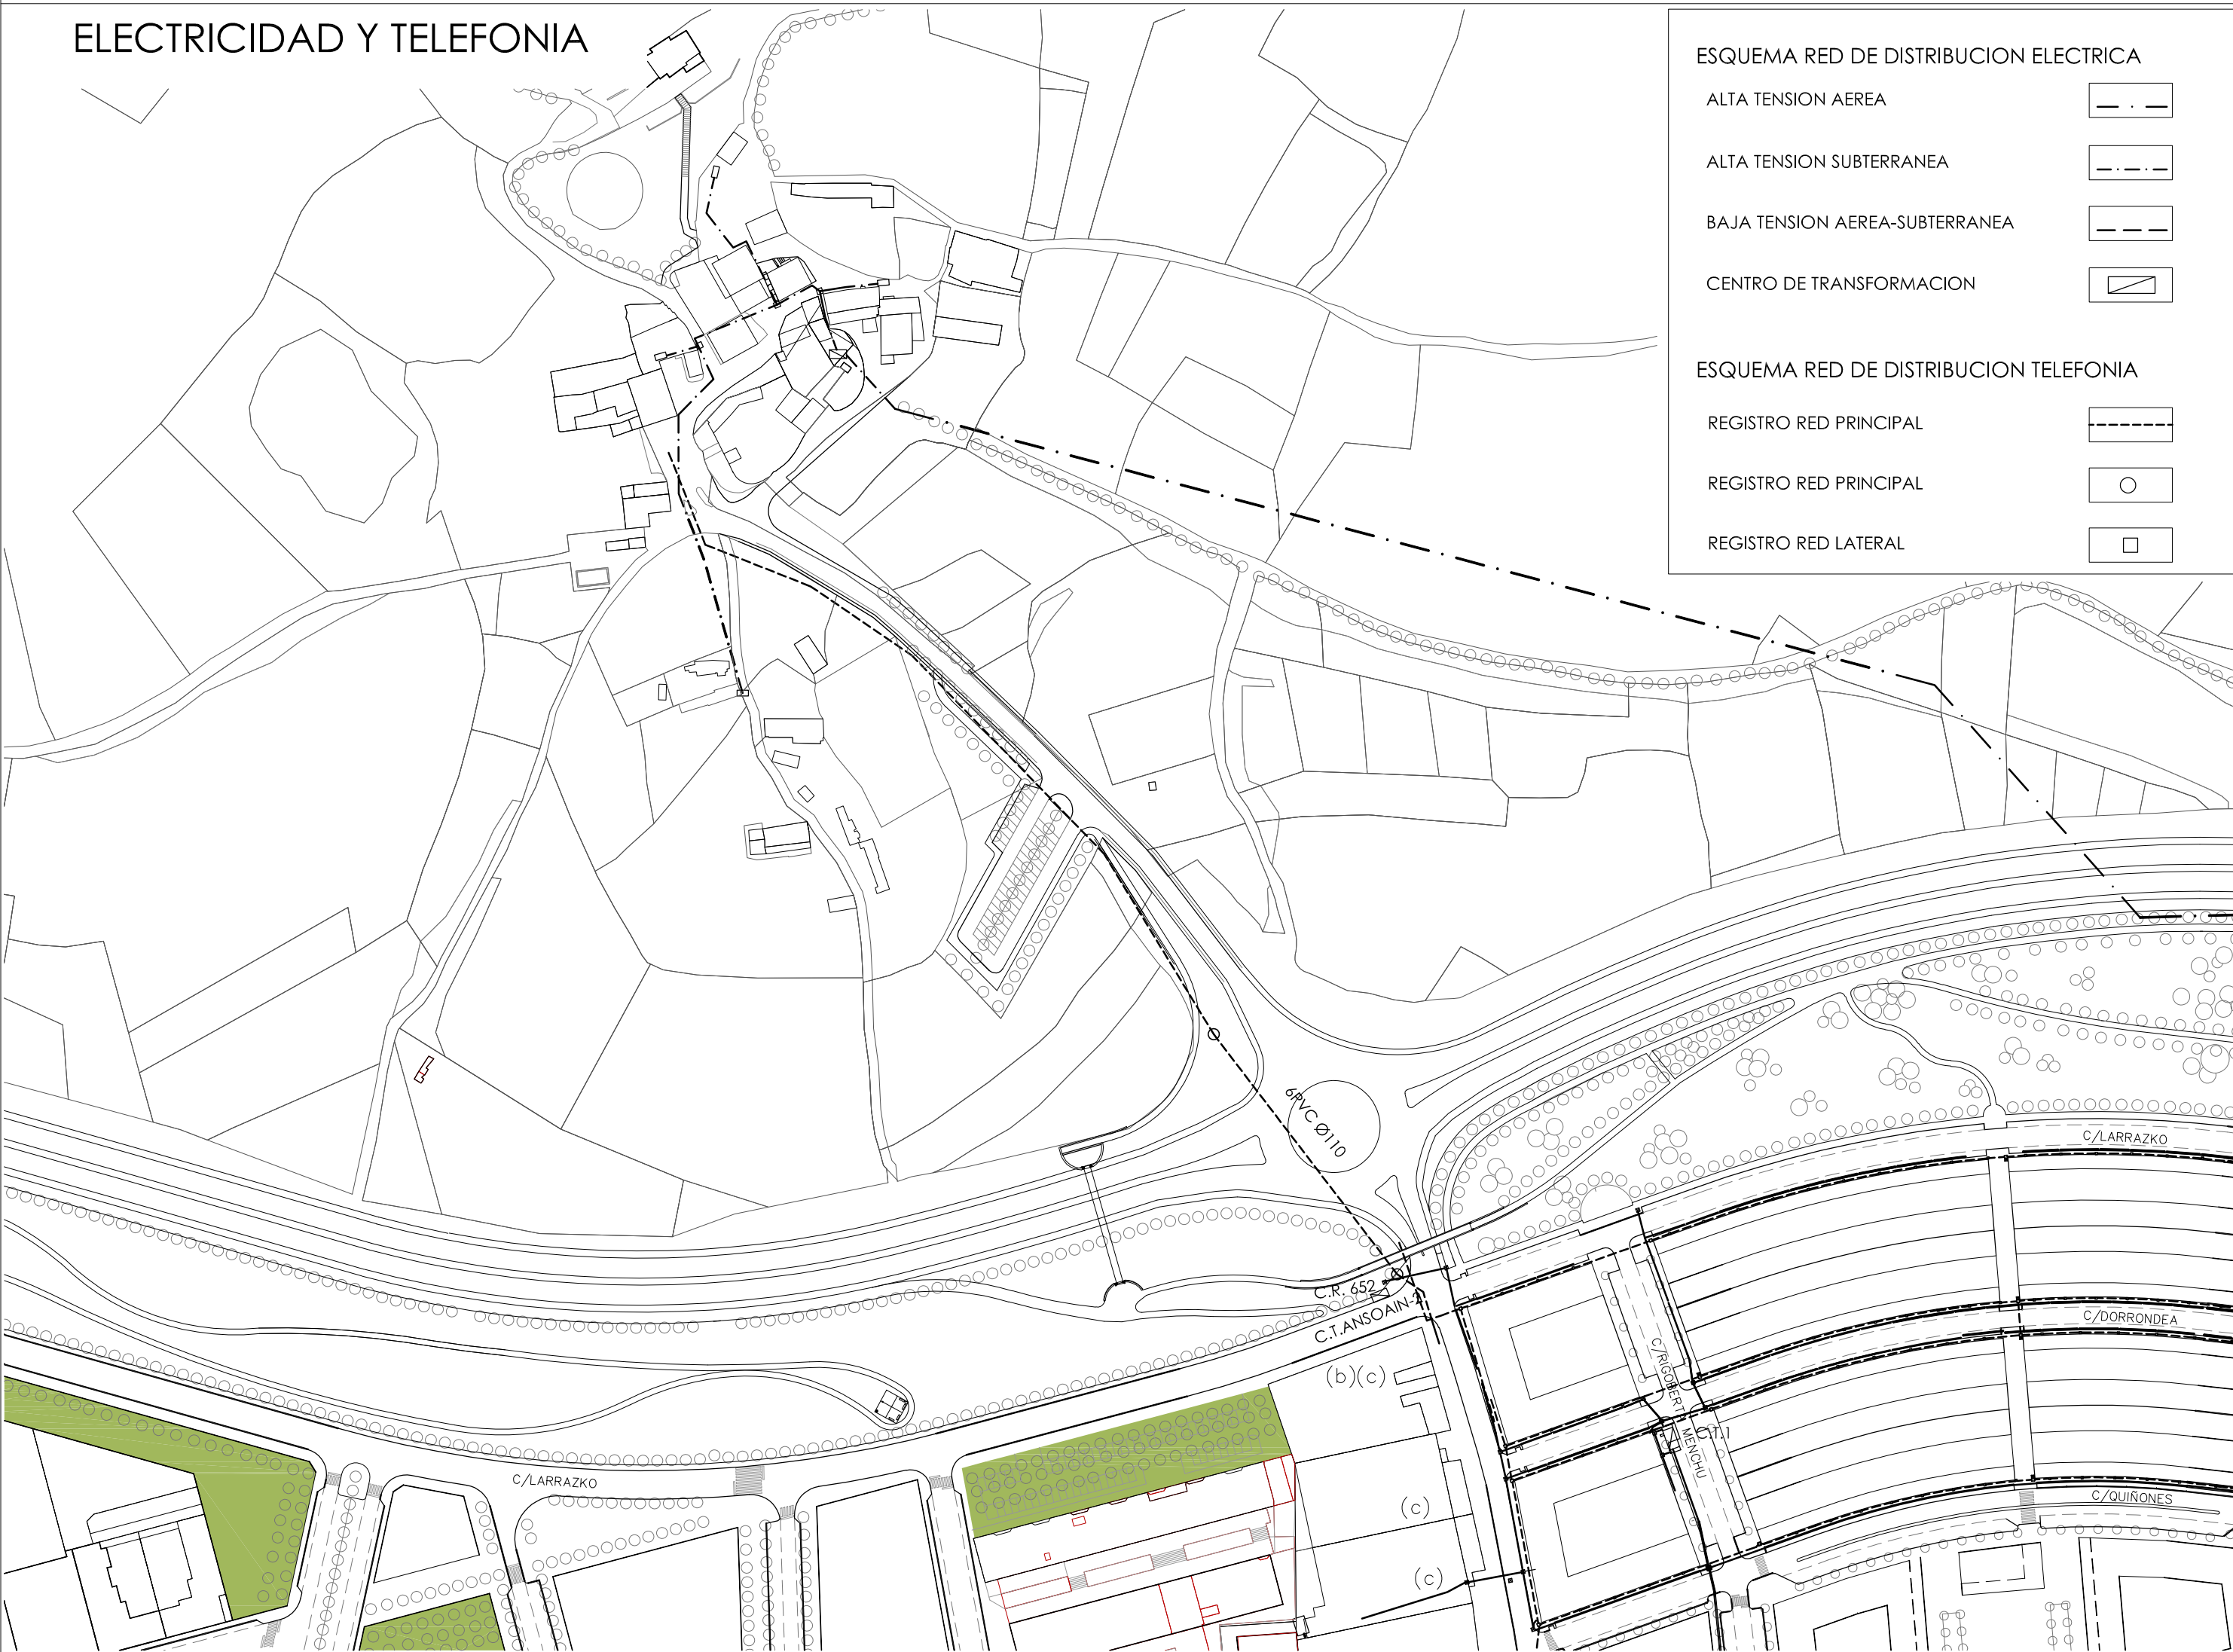 ELECTRICIDAD Y TELEFONIA
ESQUEMA RED DE DISTRIBUCION ELECTRICA
ALTA TENSION AEREA
ALTA TENSION SUBTERRANEA
BAJA TENSION AEREA-SUBTERRANEA
CENTRO DE TRANSFORMACION
ESQUEMA RED DE DISTRIBUCION TELEFONIA
REGISTRO RED PRINCIPAL
REGISTRO RED PRINCIPAL
REGISTRO RED LATERAL
6PVC Ø110
C/LARRAZKO
C.R. 652
C.T.ANSOAIN-2
C/DORRONDEA
(b)(c)
C/RIGOBERT MENCHU
C.T.1
C/LARRAZKO
C/QUIÑONES
(c)
(c)